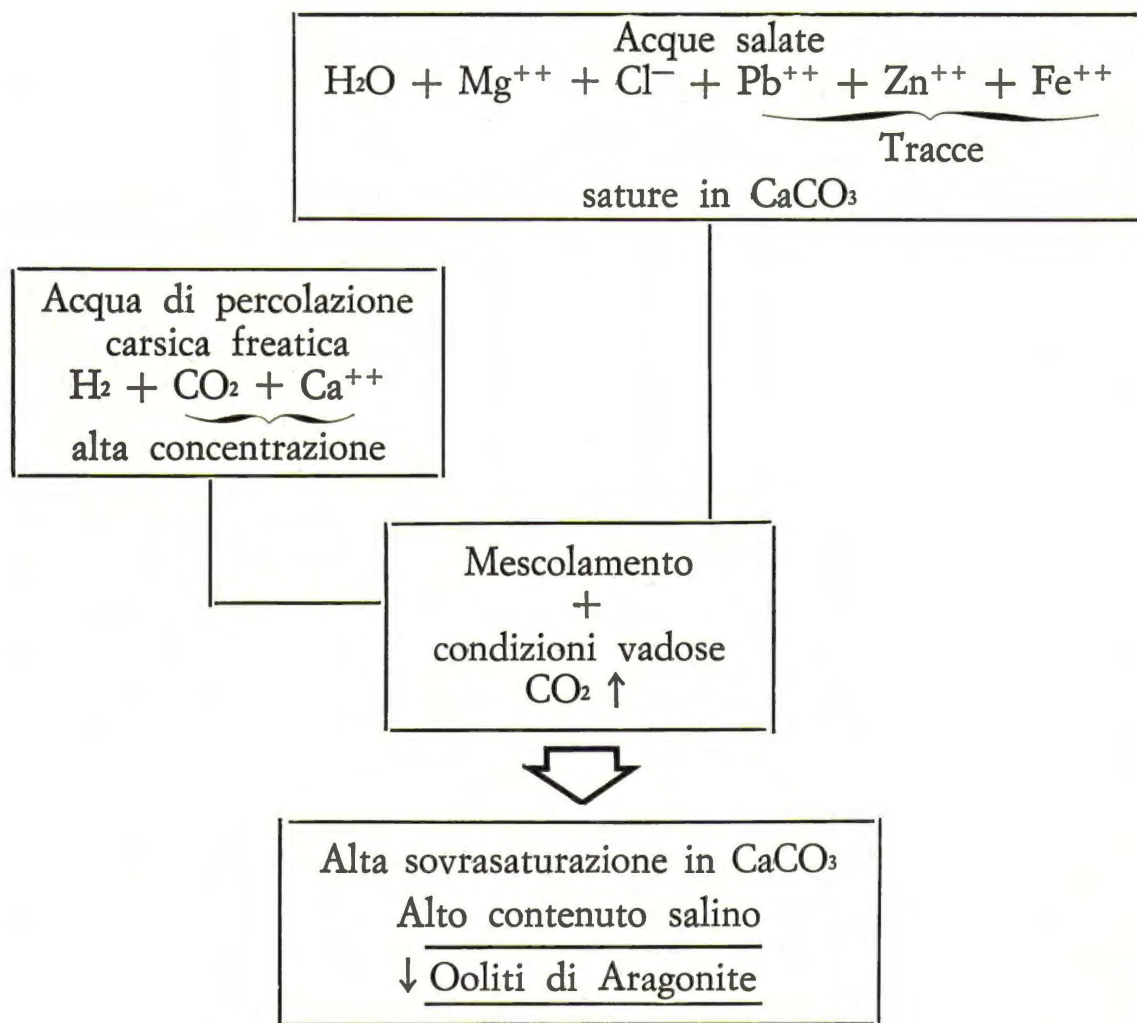 Acque salate
H₂O + Mg⁺⁺ + Cl⁻ + Pb⁺⁺ + Zn⁺⁺ + Fe⁺⁺
Tracce
sature in CaCO₃
Acqua di percolazione
carsica freatica
H₂ + CO₂ + Ca⁺⁺
alta concentrazione
Mescolamento
+
condizioni vadose
CO₂ ↑
Alta sovrasaturazione in CaCO₃
Alto contenuto salino
↓ Ooliti di Aragonite